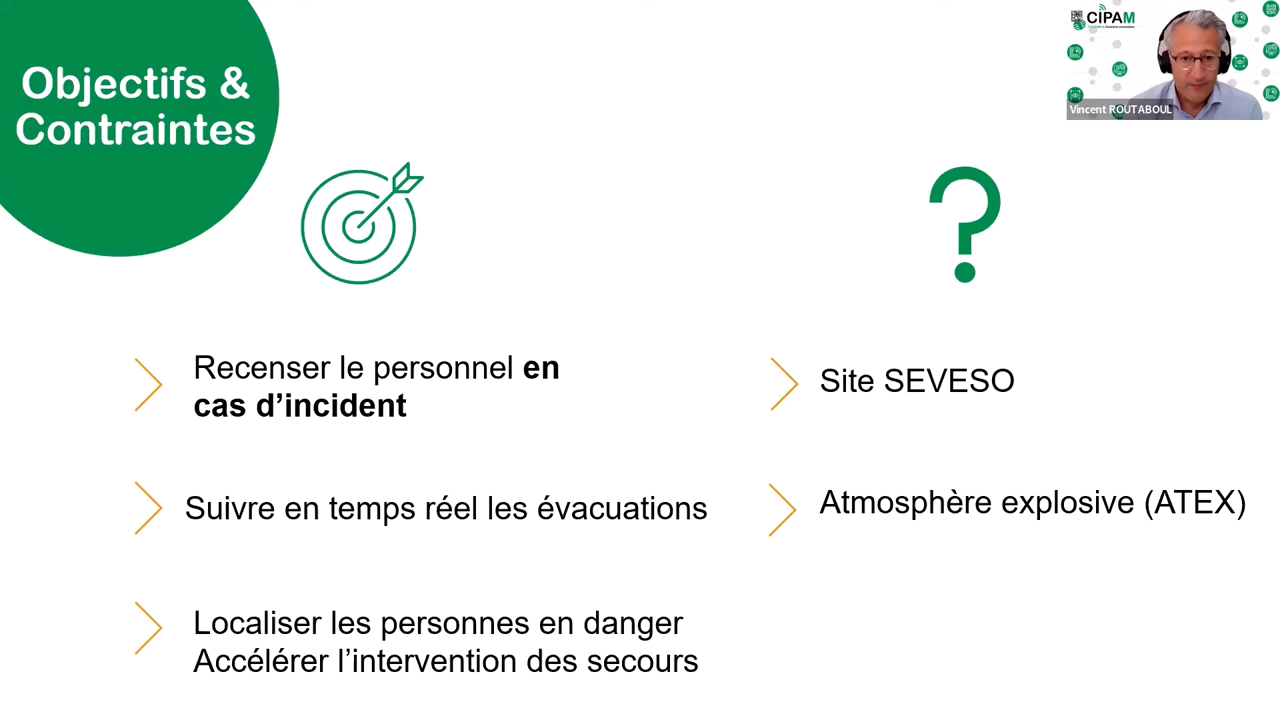 Objectifs &
Contraintes
CIPAM
Vincent ROUTABOUL
Recenser le personnel en
cas d’incident
Suivre en temps réel les évacuations
Localiser les personnes en danger
Accélérer l’intervention des secours
Site SEVESO
Atmosphère explosive (ATEX)